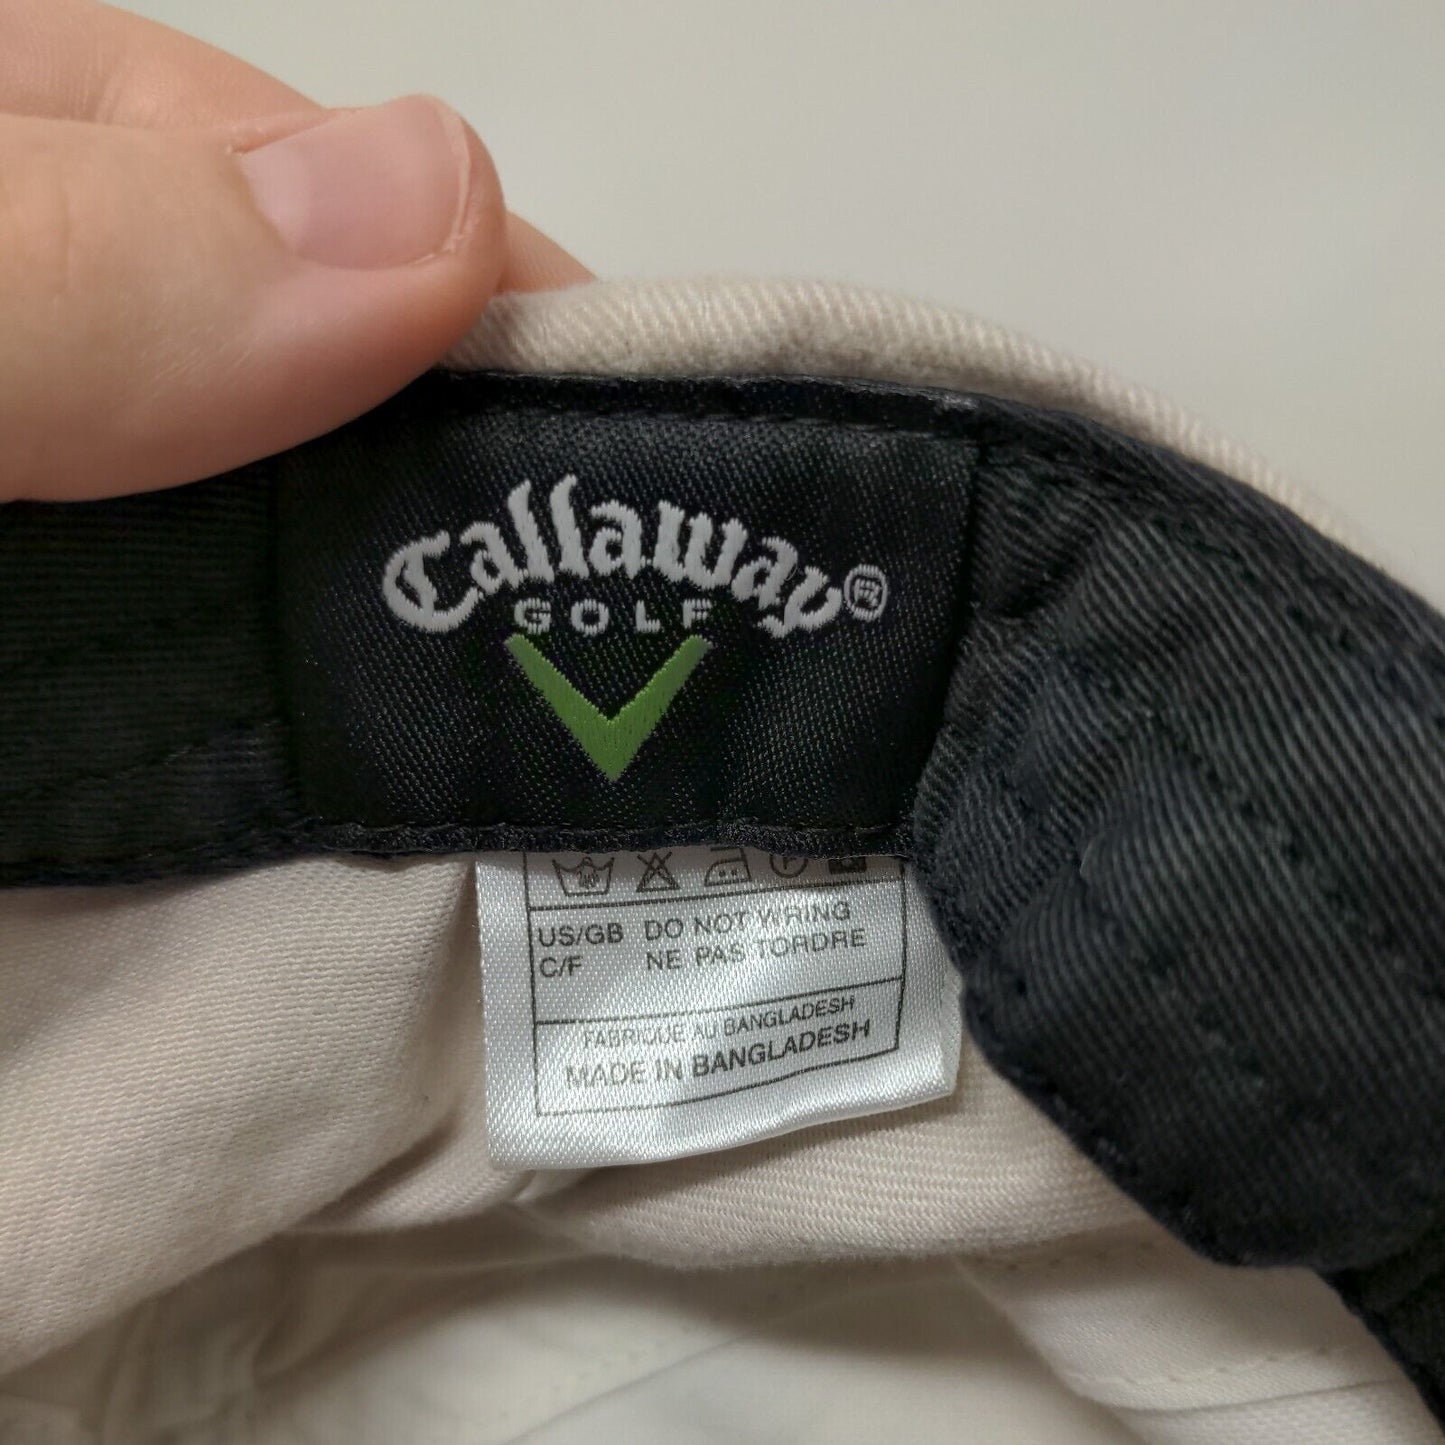 Callaway®
GOLF
US/GB DO NOT WRING
C/F NE PAS TORDRE
FABRIQUE AU BANGLADESH
MADE IN BANGLADESH